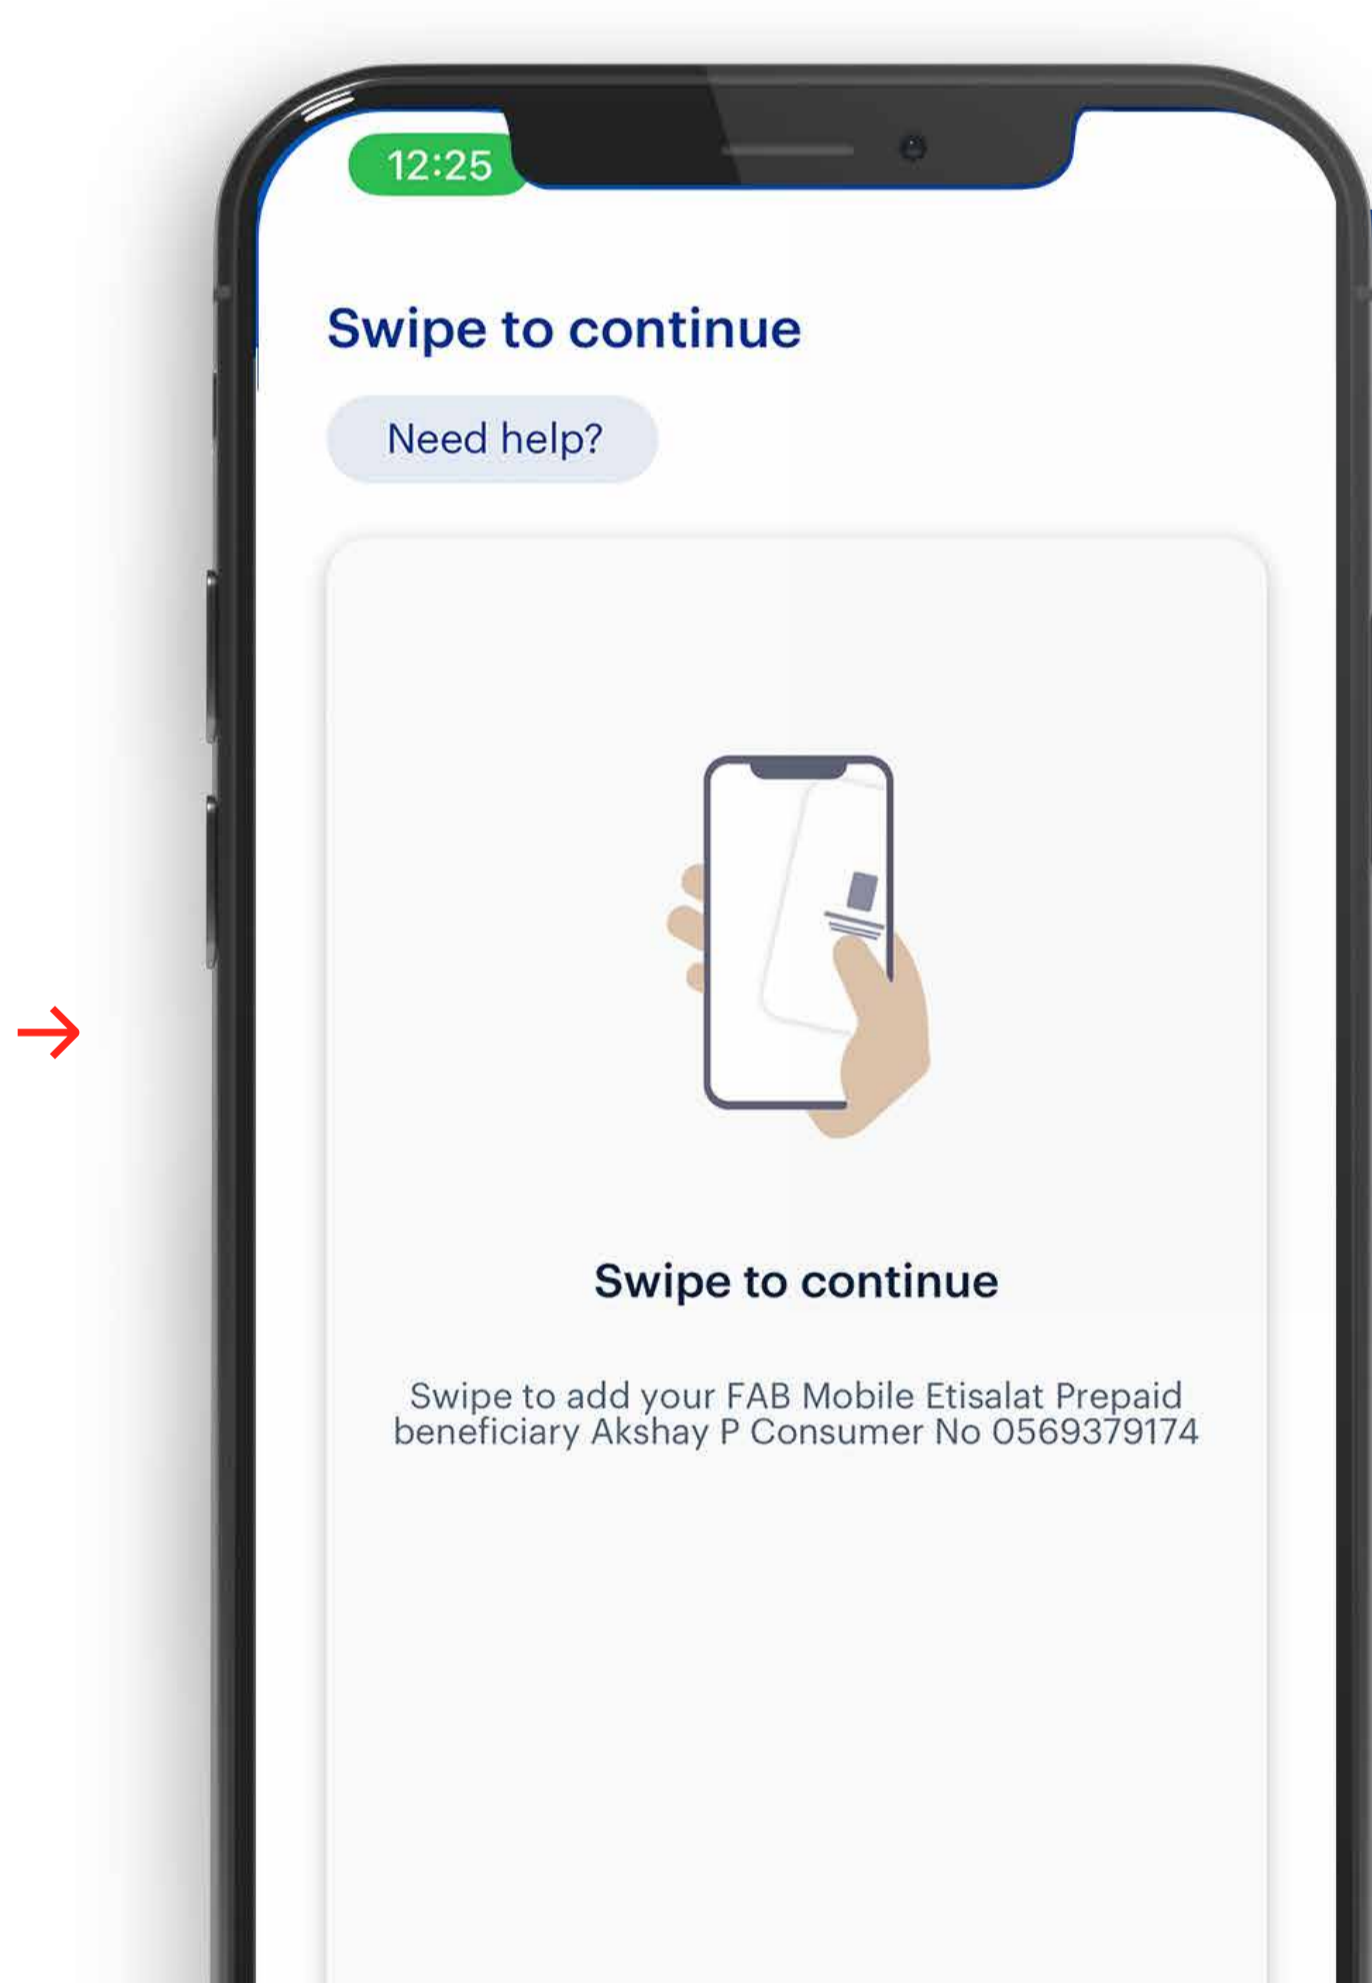 12:25
Swipe to continue
Need help?
Swipe to continue
Swipe to add your FAB Mobile Etisalat Prepaid
beneficiary Akshay P Consumer No 0569379174